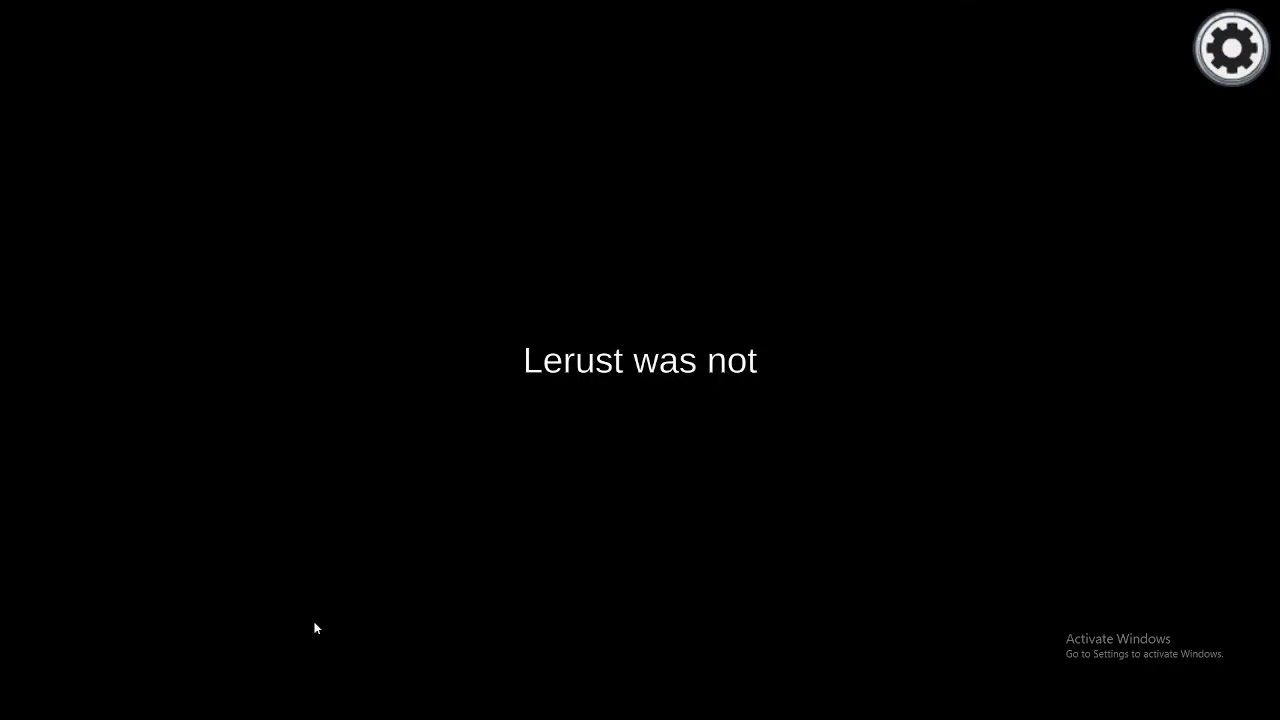 Lerust was not
Activate Windows
Go to Settings to activate Windows.